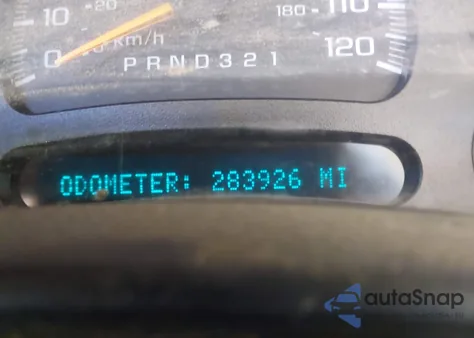 110
10 20 180
0 km/h 120
PRND321
ODOMETER: 283926 MI
autaSnap